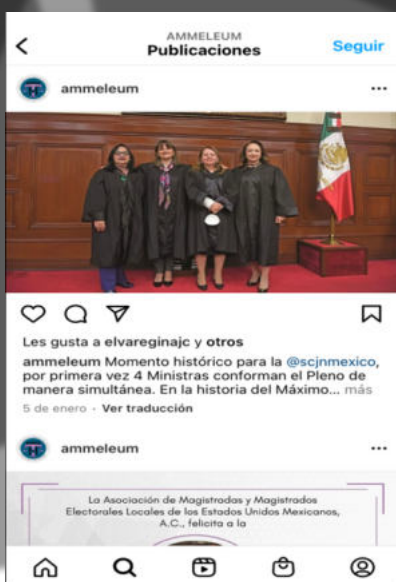 AMMELEUM
Publicaciones
Seguir
ammeleum
Les gusta a elvareginajc y otros
ammeleum Momento histórico para la @scjnmexico,
por primera vez 4 Ministras conforman el Pleno de
manera simultánea. En la historia del Máximo... más
5 de enero · Ver traducción
ammeleum
La Asociación de Magistradas y Magistrados
Electorales Locales de los Estados Unidos Mexicanos,
A.C., felicita a la